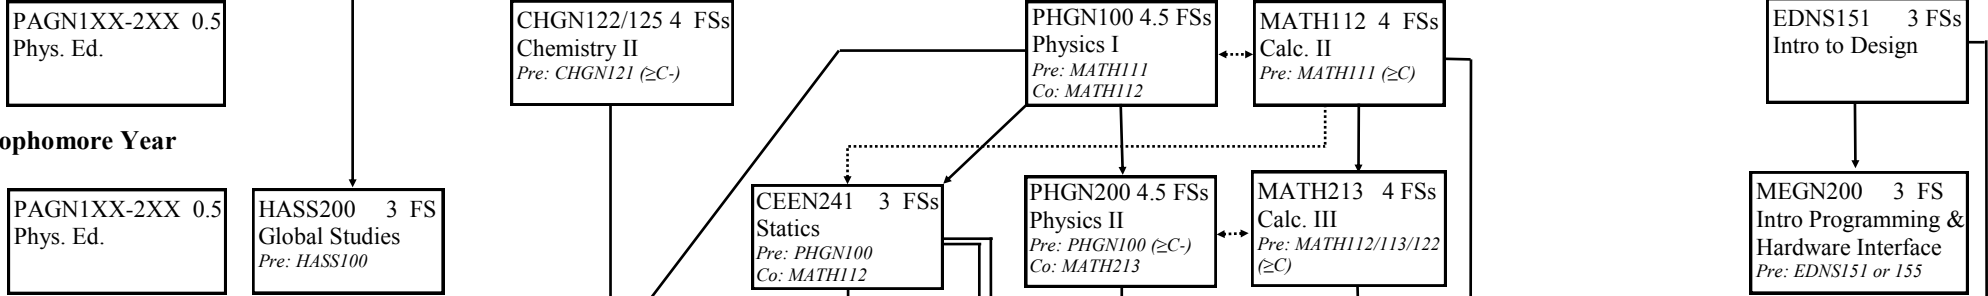 PAGN1XX-2XX 0.5
Phys. Ed.
CHGN122/125 4 FSs
Chemistry II
Pre: CHGN121 (≥C-)
PHGN100 4.5 FSs
Physics I
Pre: MATH111
Co: MATH112
MATH112 4 FSs
Calc. II
Pre: MATH111 (≥C)
EDNS151 3 FSs
Intro to Design
ophomore Year
PAGN1XX-2XX 0.5
Phys. Ed.
HASS200 3 FS
Global Studies
Pre: HASS100
CEEN241 3 FSs
Statics
Pre: PHGN100
Co: MATH112
PHGN200 4.5 FSs
Physics II
Pre: PHGN100 (≥C-)
Co: MATH213
MATH213 4 FSs
Calc. III
Pre: MATH112/113/122
(≥C)
MEGN200 3 FS
Intro Programming &
Hardware Interface
Pre: EDNS151 or 155